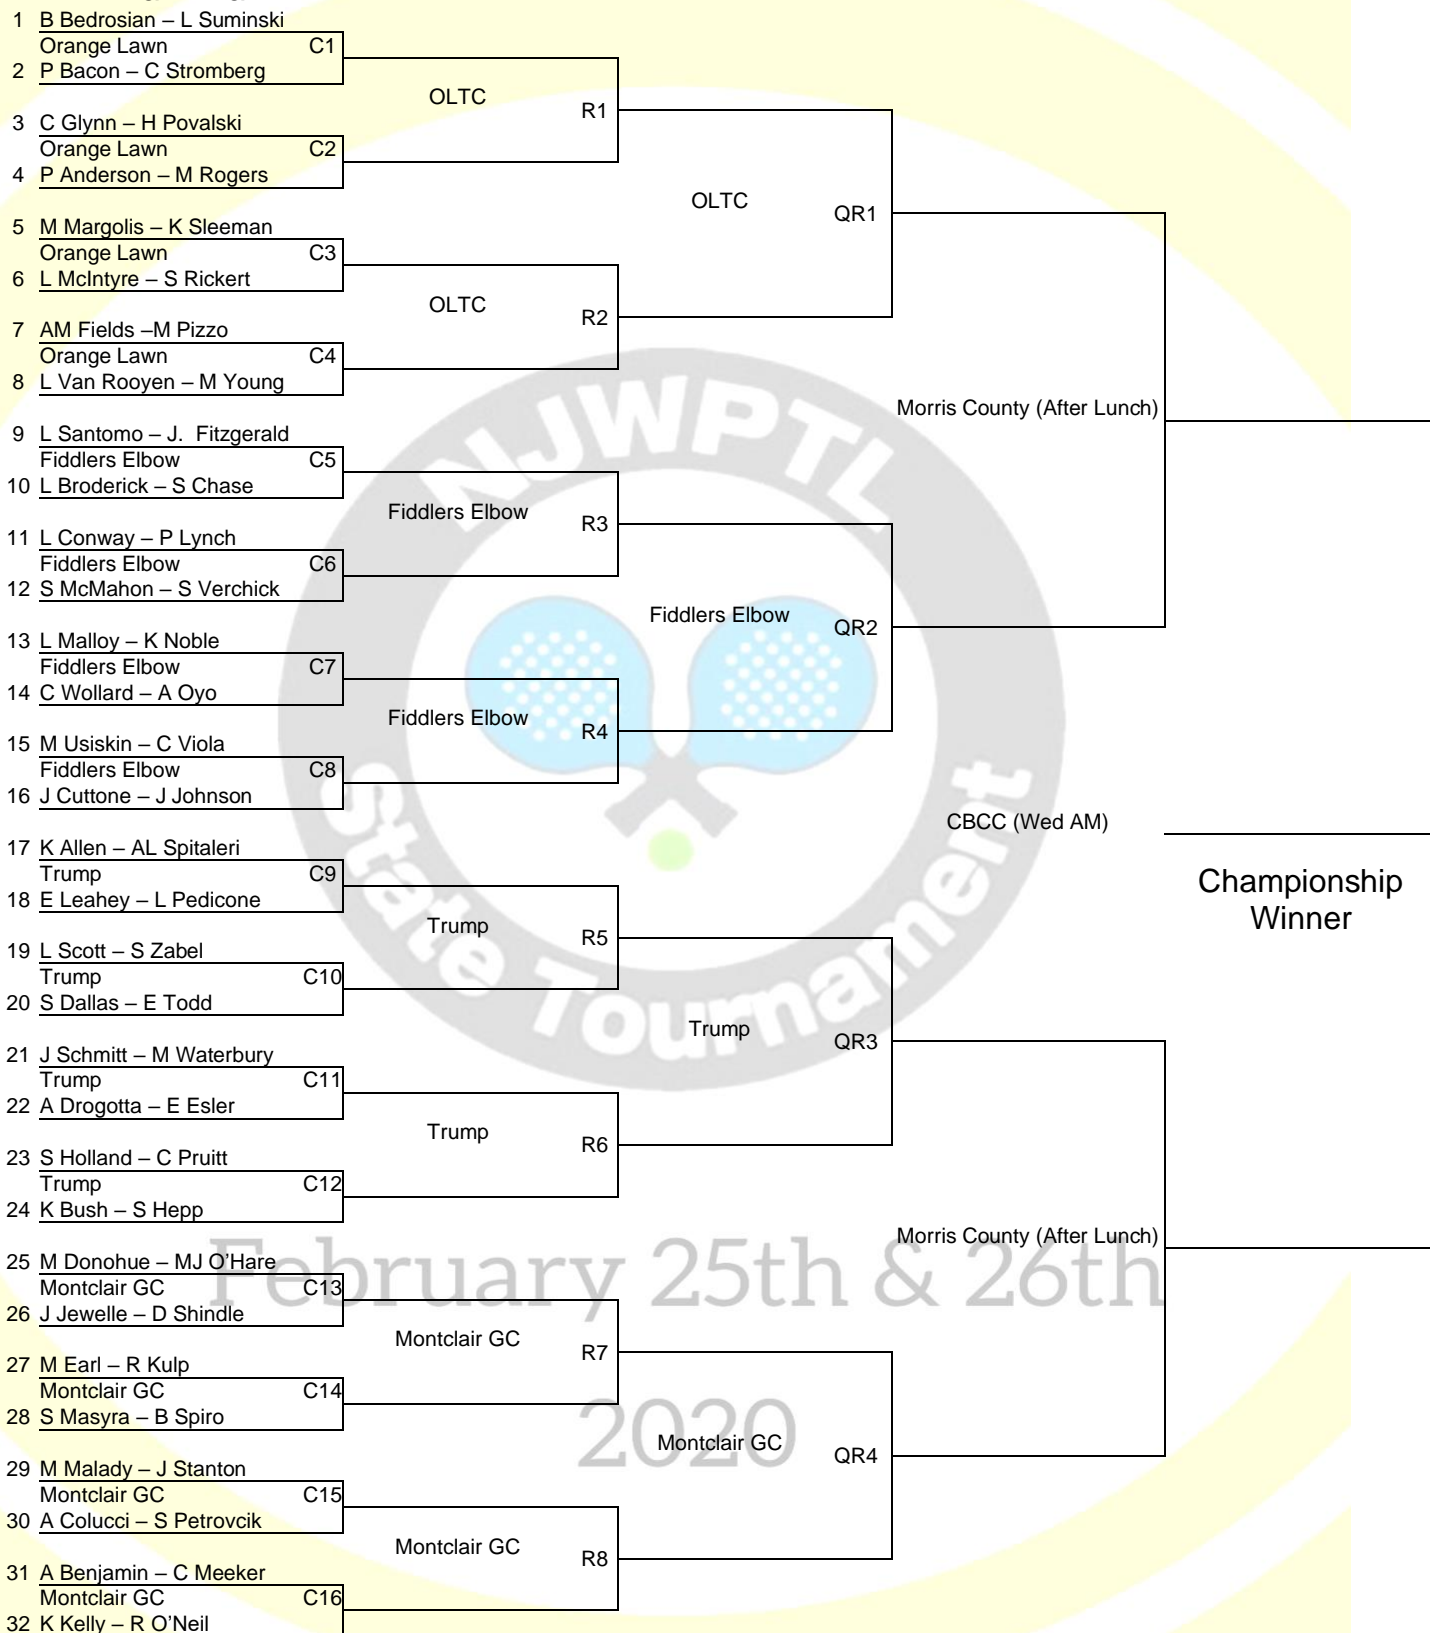 1 B Bedrosian – L Suminski
Orange Lawn C1
2 P Bacon – C Stromberg
OLTC
R1
3 C Glynn – H Povalski
Orange Lawn C2
4 P Anderson – M Rogers
OLTC
QR1
5 M Margolis – K Sleeman
Orange Lawn C3
6 L McIntyre – S Rickert
OLTC
R2
7 AM Fields –M Pizzo
Orange Lawn C4
8 L Van Rooyen – M Young
Morris County (After Lunch)
9 L Santomo – J. Fitzgerald
Fiddlers Elbow C5
10 L Broderick – S Chase
Fiddlers Elbow
R3
11 L Conway – P Lynch
Fiddlers Elbow C6
12 S McMahon – S Verchick
Fiddlers Elbow
QR2
13 L Malloy – K Noble
Fiddlers Elbow C7
14 C Wollard – A Oyo
Fiddlers Elbow
R4
15 M Usiskin – C Viola
Fiddlers Elbow C8
16 J Cuttone – J Johnson
CBCC (Wed AM)
Championship
Winner
17 K Allen – AL Spitaleri
Trump C9
18 E Leahey – L Pedicone
Trump
R5
19 L Scott – S Zabel
Trump C10
20 S Dallas – E Todd
Trump
QR3
21 J Schmitt – M Waterbury
Trump C11
22 A Drogotta – E Esler
Trump
R6
23 S Holland – C Pruitt
Trump C12
24 K Bush – S Hepp
Morris County (After Lunch)
25 M Donohue – MJ O’Hare
Montclair GC C13
26 J Jewelle – D Shindle
Montclair GC
R7
27 M Earl – R Kulp
Montclair GC C14
28 S Masyra – B Spiro
Montclair GC
QR4
29 M Malady – J Stanton
Montclair GC C15
30 A Colucci – S Petrovcik
Montclair GC
R8
31 A Benjamin – C Meeker
Montclair GC C16
32 K Kelly – R O’Neil
NJWPTL
State Tournament
February 25th & 26th
2020